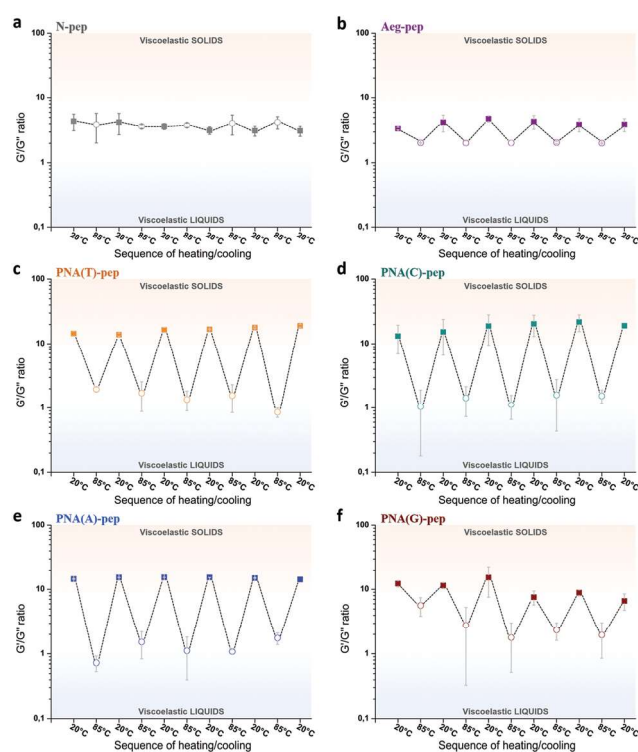 a N-pep
100
Viscoelastic SOLIDS
10
G'/G'' ratio
1
Viscoelastic LIQUIDS
0,1
20°C 85°C 20°C 85°C 20°C 85°C 20°C 85°C 20°C 85°C 20°C
Sequence of heating/cooling
b Aeg-pep
100
Viscoelastic SOLIDS
10
G'/G'' ratio
1
Viscoelastic LIQUIDS
0,1
20°C 85°C 20°C 85°C 20°C 85°C 20°C 85°C 20°C 85°C 20°C
Sequence of heating/cooling
c PNA(T)-pep
100
Viscoelastic SOLIDS
10
G'/G'' ratio
1
Viscoelastic LIQUIDS
0,1
20°C 85°C 20°C 85°C 20°C 85°C 20°C 85°C 20°C 85°C 20°C
Sequence of heating/cooling
d PNA(C)-pep
100
Viscoelastic SOLIDS
10
G'/G'' ratio
1
Viscoelastic LIQUIDS
0,1
20°C 85°C 20°C 85°C 20°C 85°C 20°C 85°C 20°C 85°C 20°C
Sequence of heating/cooling
e PNA(A)-pep
100
Viscoelastic SOLIDS
10
G'/G'' ratio
1
Viscoelastic LIQUIDS
0,1
20°C 85°C 20°C 85°C 20°C 85°C 20°C 85°C 20°C 85°C 20°C
Sequence of heating/cooling
f PNA(G)-pep
100
Viscoelastic SOLIDS
10
G'/G'' ratio
1
Viscoelastic LIQUIDS
0,1
20°C 85°C 20°C 85°C 20°C 85°C 20°C 85°C 20°C 85°C 20°C
Sequence of heating/cooling